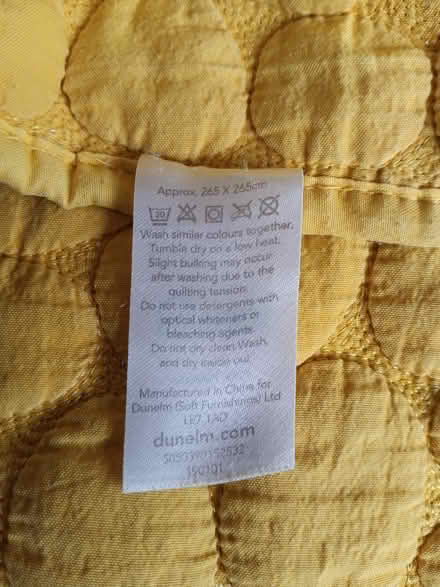 Approx. 265 X 265cm
30
Wash similar colours together.
Tumble dry on a low heat.
Slight bulking may occur
after washing due to the
quilting tension.
Do not use detergents with
optical whiteners or
bleaching agents.
Do not dry clean. Wash
and dry inside out.
Manufactured in China for
Dunelm (Soft Furnishings) Ltd
LE7 1AD
dunelm.com
190101